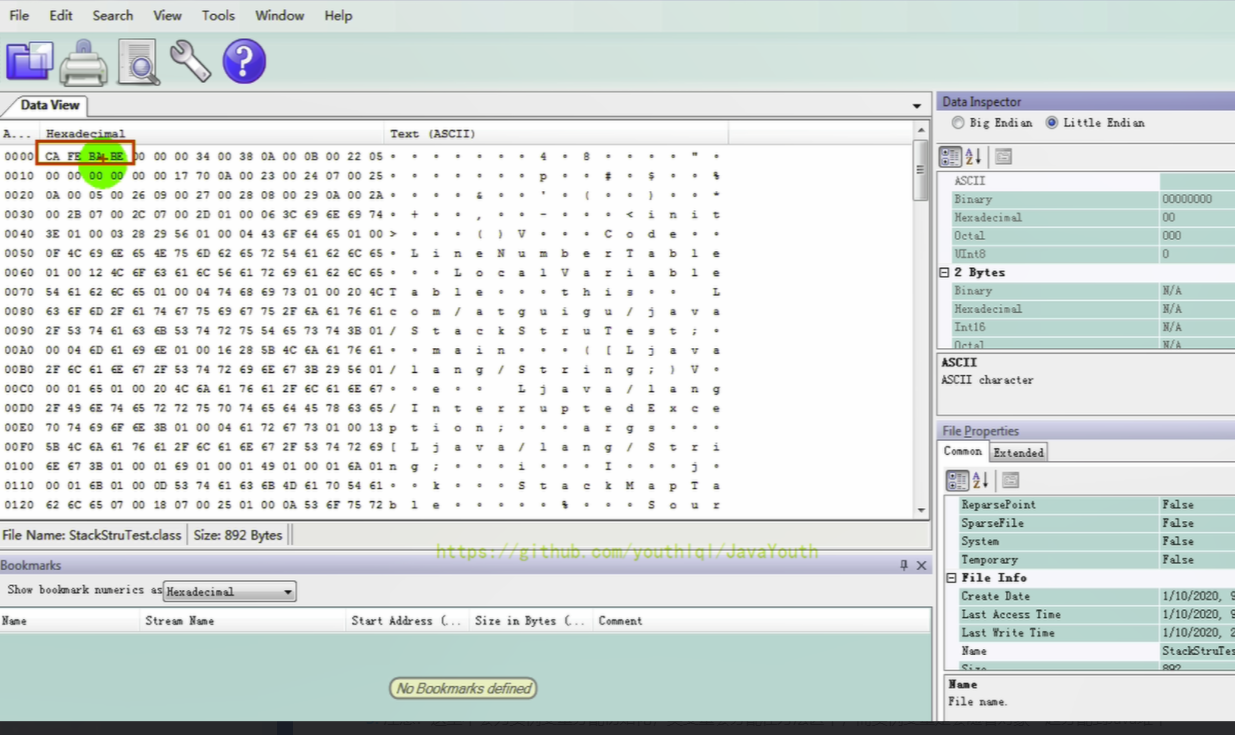 File Edit Search View Tools Window Help
Data View
A... Hexadecimal Text (ASCII)
0000 CA FE BA BE 00 00 00 34 00 38 0A 00 0B 00 22 05 • • • • • • • 4 • 8 • • • • " •
0010 00 00 00 00 00 00 17 70 0A 00 23 00 24 07 00 25 • • • • • • • p • • # • $ • • %
0020 0A 00 05 00 26 09 00 27 00 28 08 00 29 0A 00 2A • • • • & • • ' • ( • • ) • • *
0030 00 2B 07 00 2C 07 00 2D 01 00 06 3C 69 6E 69 74 • + • • , • • - • • • < i n i t
0040 3E 01 00 03 28 29 56 01 00 04 43 6F 64 65 01 00 > • • • ( ) V • • • C o d e • •
0050 0F 4C 69 6E 65 4E 75 6D 62 65 72 54 61 62 6C 65 • L i n e N u m b e r T a b l e
0060 01 00 12 4C 6F 63 61 6C 56 61 72 69 61 62 6C 65 • • • L o c a l V a r i a b l e
0070 54 61 62 6C 65 01 00 04 74 68 69 73 01 00 20 4C T a b l e • • • t h i s • • L
0080 63 6F 6D 2F 61 74 67 75 69 67 75 2F 6A 61 76 61 c o m / a t g u i g u / j a v a
0090 2F 53 74 61 63 6B 53 74 72 75 54 65 73 74 3B 01 / S t a c k S t r u T e s t ; •
00A0 00 04 6D 61 69 6E 01 00 16 28 5B 4C 6A 61 76 61 • • m a i n • • • ( [ L j a v a
00B0 2F 6C 61 6E 67 2F 53 74 72 69 6E 67 3B 29 56 01 / l a n g / S t r i n g ; ) V •
00C0 00 01 65 01 00 20 4C 6A 61 76 61 2F 6C 61 6E 67 • • e • • L j a v a / l a n g
00D0 2F 49 6E 74 65 72 72 75 70 74 65 64 45 78 63 65 / I n t e r r u p t e d E x c e
00E0 70 74 69 6F 6E 3B 01 00 04 61 72 67 73 01 00 13 p t i o n ; • • • a r g s • • •
00F0 5B 4C 6A 61 76 61 2F 6C 61 6E 67 2F 53 74 72 69 [ L j a v a / l a n g / S t r i
0100 6E 67 3B 01 00 01 69 01 00 01 49 01 00 01 6A 01 n g ; • • • i • • • I • • • j •
0110 00 01 6B 01 00 0D 53 74 61 63 6B 4D 61 70 54 61 • • k • • • S t a c k M a p T a
0120 62 6C 65 07 00 18 07 00 25 01 00 0A 53 6F 75 72 b l e • • • • • % • • • S o u r
File Name: StackStruTest.class Size: 892 Bytes
https://github.com/youthlql/JavaYouth
Bookmarks
Show bookmark numerics as Hexadecimal
Name Stream Name Start Address (... Size in Bytes (... Comment
No Bookmarks defined
Data Inspector
Big Endian Little Endian
ASCII
Binary 00000000
Hexadecimal 00
Octal 000
UInt8 0
2 Bytes
Binary N/A
Hexadecimal N/A
Int16 N/A
Octal N/A
ASCII
ASCII character
File Properties
Common Extended
ReparsePoint False
SparseFile False
System False
Temporary False
File Info
Create Date 1/10/2020, 9
Last Access Time 1/10/2020, 9
Last Write Time 1/10/2020, 2
Name StackStruTes
Size 892
Name
File name.